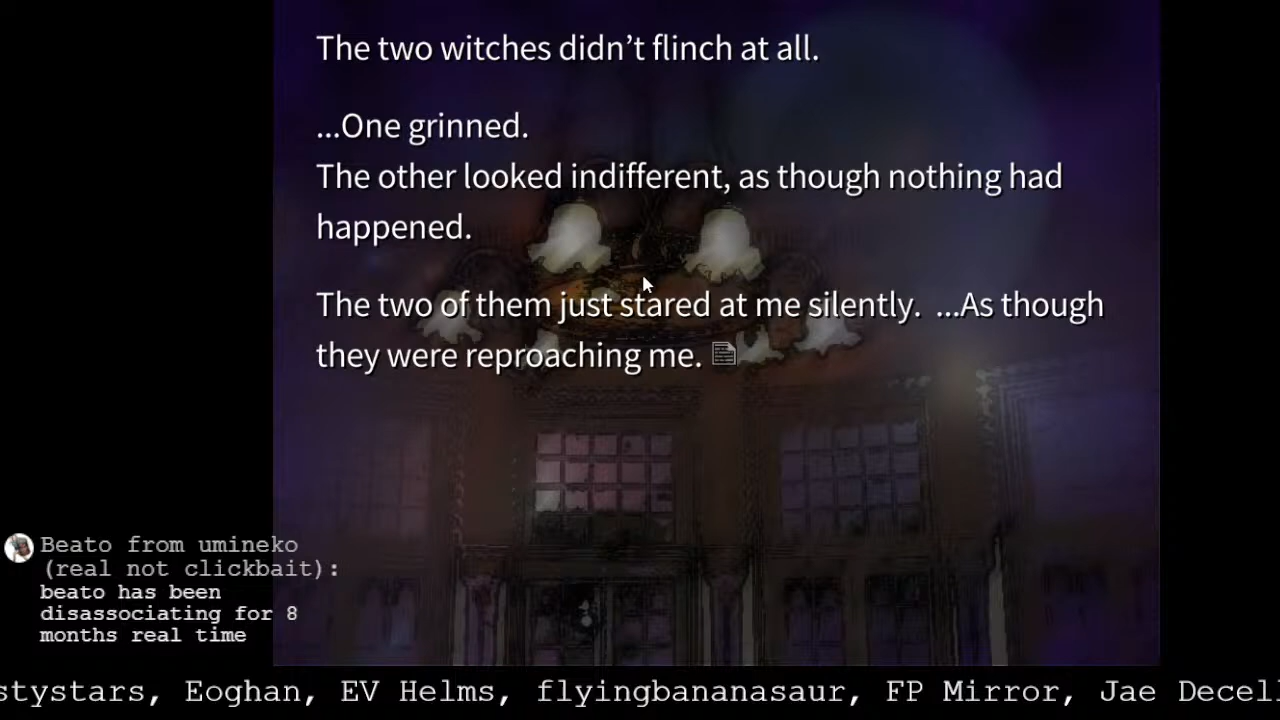 The two witches didn’t flinch at all.
...One grinned.
The other looked indifferent, as though nothing had
happened.
The two of them just stared at me silently.  ...As though
they were reproaching me.
Beato from umineko
(real not clickbait):
beato has been
disassociating for 8
months real time
stystars, Eoghan, EV Helms, flyingbananasaur, FP Mirror, Jae Decell